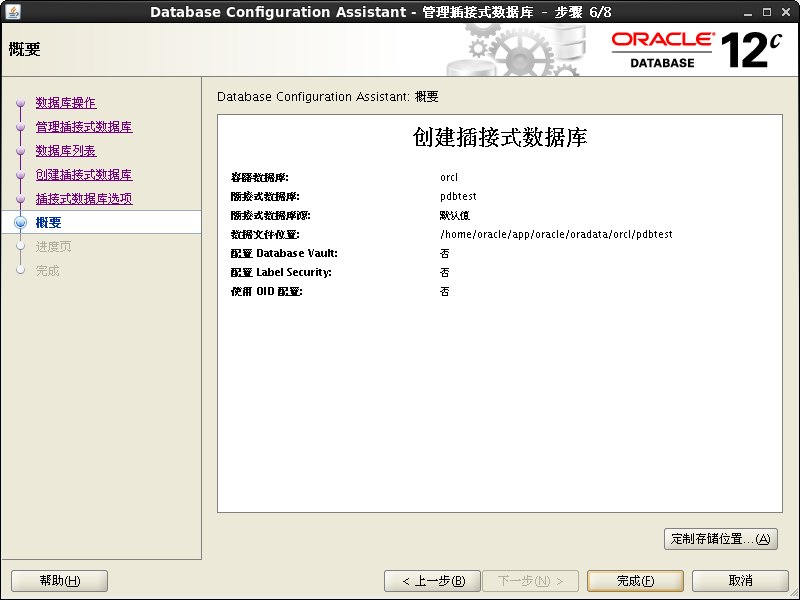 Database Configuration Assistant - 管理插接式数据库 - 步骤 6/8
概要
ORACLE
DATABASE
12c
数据库操作
管理插接式数据库
数据库列表
创建插接式数据库
插接式数据库选项
概要
进度页
完成
Database Configuration Assistant: 概要
创建插接式数据库
容器数据库: orcl
插接式数据库: pdbtest
插接式数据库源: 默认值
数据文件位置: /home/oracle/app/oracle/oradata/orcl/pdbtest
配置 Database Vault: 否
配置 Label Security: 否
使用 OID 配置: 否
定制存储位置...(A)
帮助(H)
< 上一步(B)
下一步(N) >
完成(F)
取消